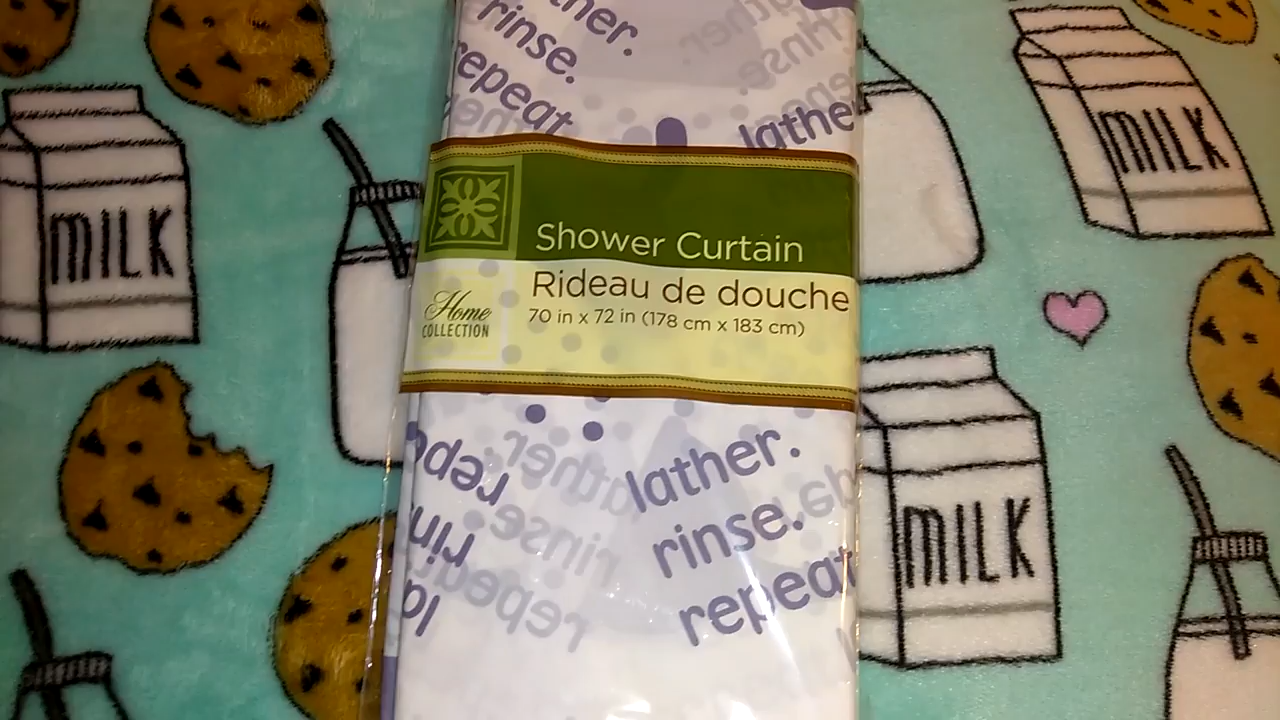 lather.
rinse.
repeat
lather
Shower Curtain
Rideau de douche
70 in x 72 in (178 cm x 183 cm)
Home
COLLECTION
lather.
rinse.
repeat
MILK
MILK
MILK